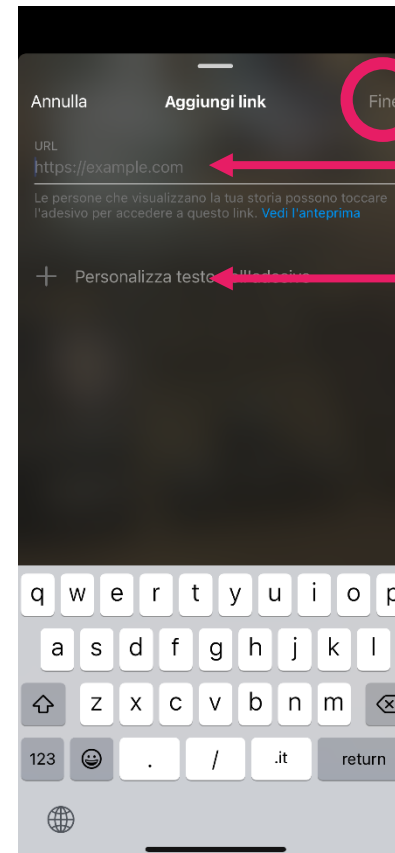 Annulla Aggiungi link Fine
URL
https://example.com
Le persone che visualizzano la tua storia possono toccare
l'adesivo per accedere a questo link. Vedi l'anteprima
+ Personalizza testo
q w e r t y u i o p
a s d f g h j k l
z x c v b n m
123 . / .it return